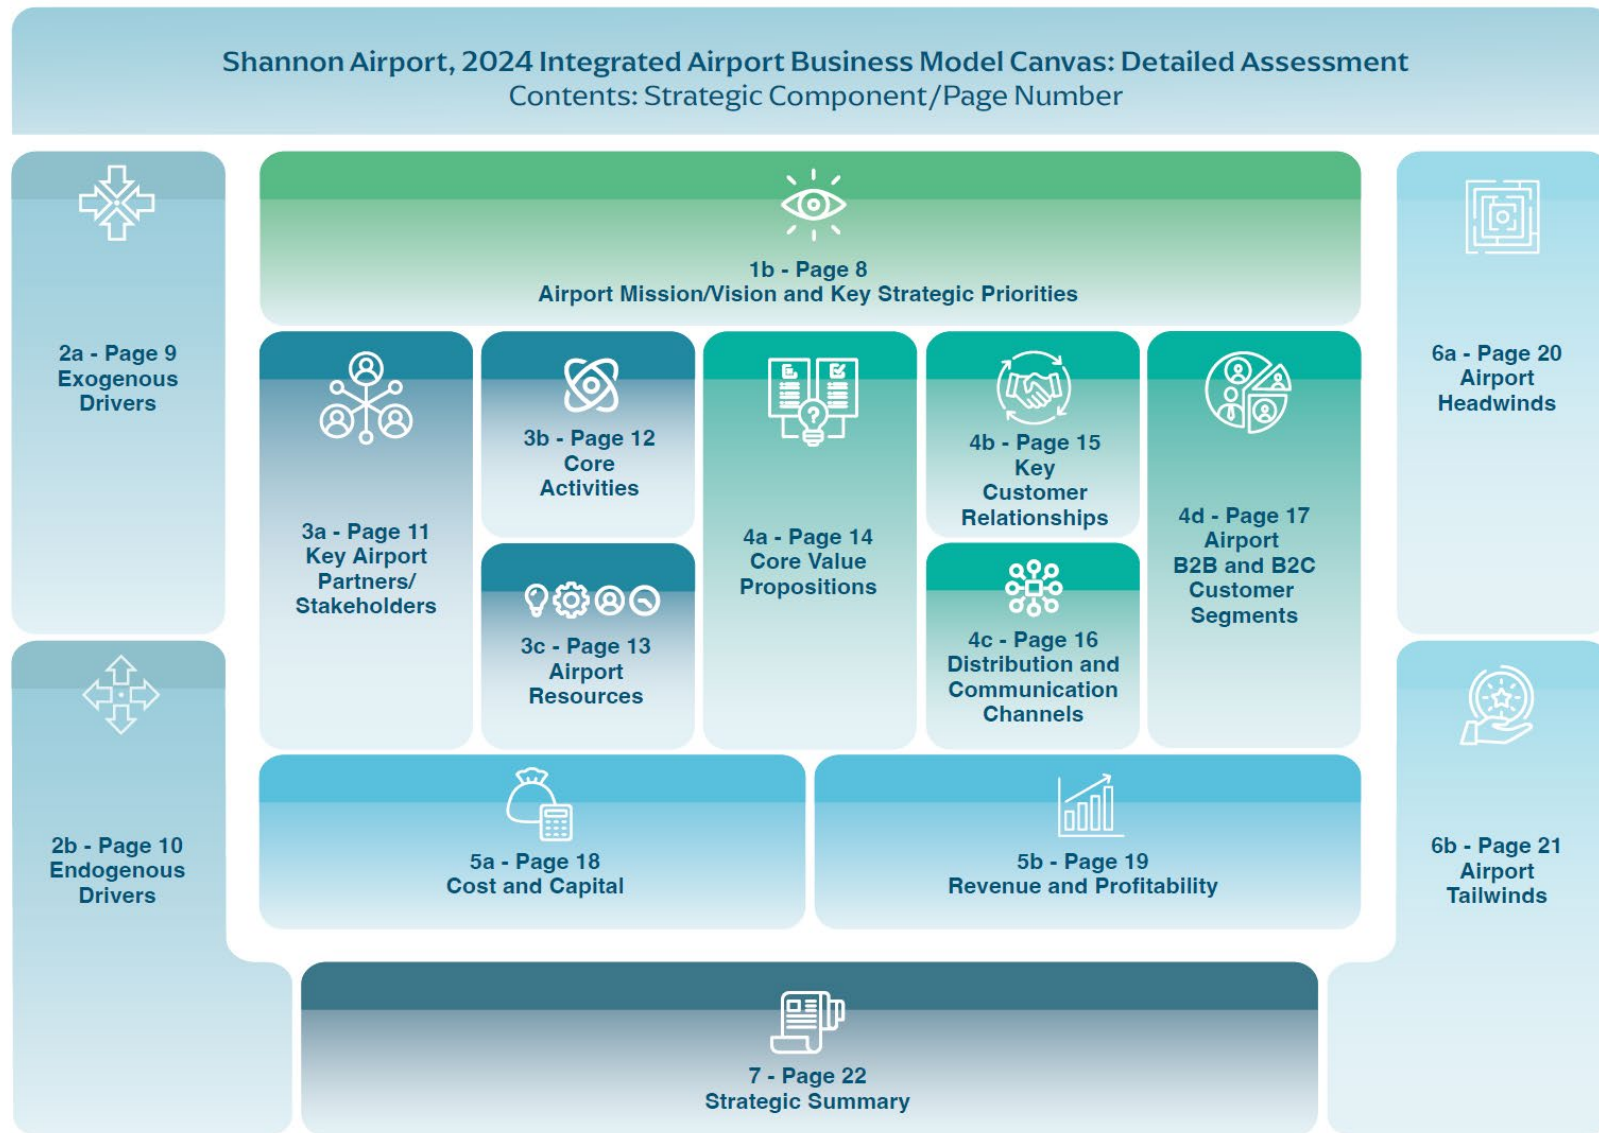 Shannon Airport, 2024 Integrated Airport Business Model Canvas: Detailed Assessment
Contents: Strategic Component/Page Number
1b - Page 8
Airport Mission/Vision and Key Strategic Priorities
2a - Page 9
Exogenous
Drivers
2b - Page 10
Endogenous
Drivers
3a - Page 11
Key Airport
Partners/
Stakeholders
3b - Page 12
Core
Activities
3c - Page 13
Airport
Resources
4a - Page 14
Core Value
Propositions
4b - Page 15
Key
Customer
Relationships
4c - Page 16
Distribution and
Communication
Channels
4d - Page 17
Airport
B2B and B2C
Customer
Segments
5a - Page 18
Cost and Capital
5b - Page 19
Revenue and Profitability
6a - Page 20
Airport
Headwinds
6b - Page 21
Airport
Tailwinds
7 - Page 22
Strategic Summary